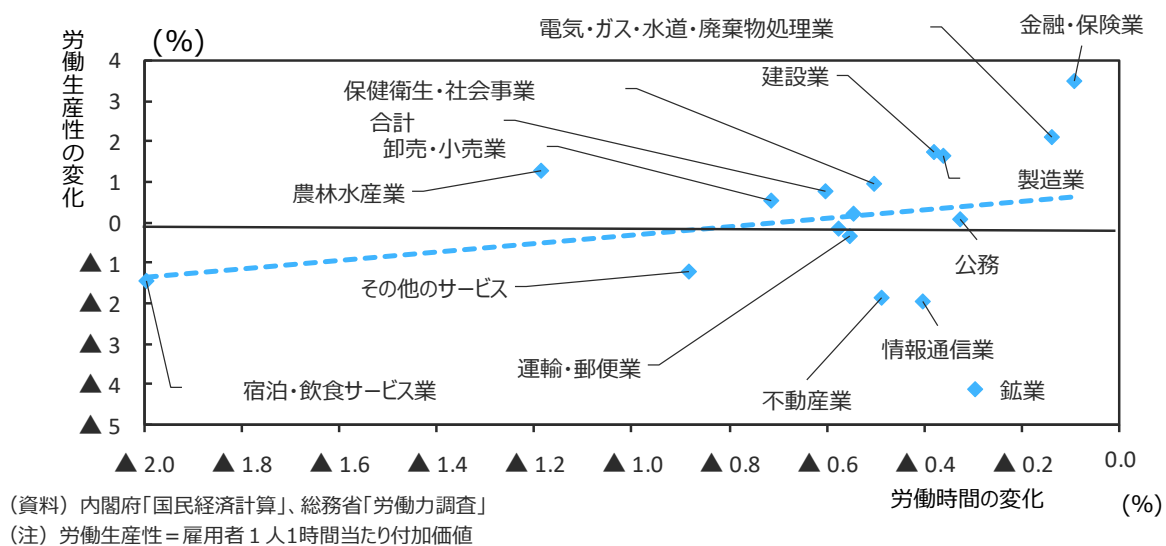 労働生産性の変化
(%)
4
3
2
1
0
▲ 1
▲ 2
▲ 3
▲ 4
▲ 5
電気・ガス・水道・廃棄物処理業
金融・保険業
保健衛生・社会事業
建設業
合計
卸売・小売業
農林水産業
製造業
公務
その他のサービス
情報通信業
運輸・郵便業
宿泊・飲食サービス業
不動産業
鉱業
▲ 2.0 ▲ 1.8 ▲ 1.6 ▲ 1.4 ▲ 1.2 ▲ 1.0 ▲ 0.8 ▲ 0.6 ▲ 0.4 ▲ 0.2 0.0
労働時間の変化 (%)
（資料）内閣府「国民経済計算」、総務省「労働力調査」
（注）労働生産性＝雇用者１人1時間当たり付加価値